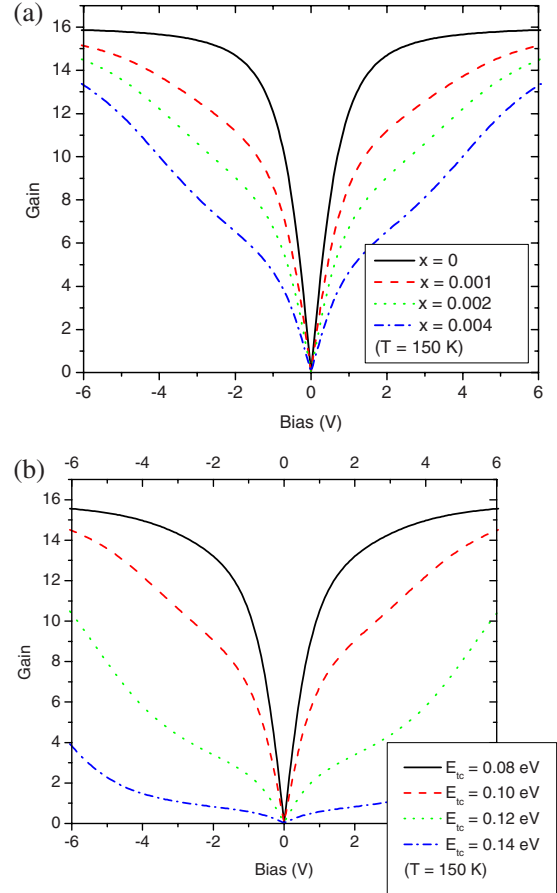 (a)
16
14
12
10
8
6
4
2
0
Gain
x = 0
x = 0.001
x = 0.002
x = 0.004
(T = 150 K)
-6 -4 -2 0 2 4 6
Bias (V)
(b)
-6 -4 -2 0 2 4 6
16
14
12
10
8
6
4
2
0
Gain
E_tc = 0.08 eV
E_tc = 0.10 eV
E_tc = 0.12 eV
E_tc = 0.14 eV
(T = 150 K)
-6 -4 -2 0 2
Bias (V)